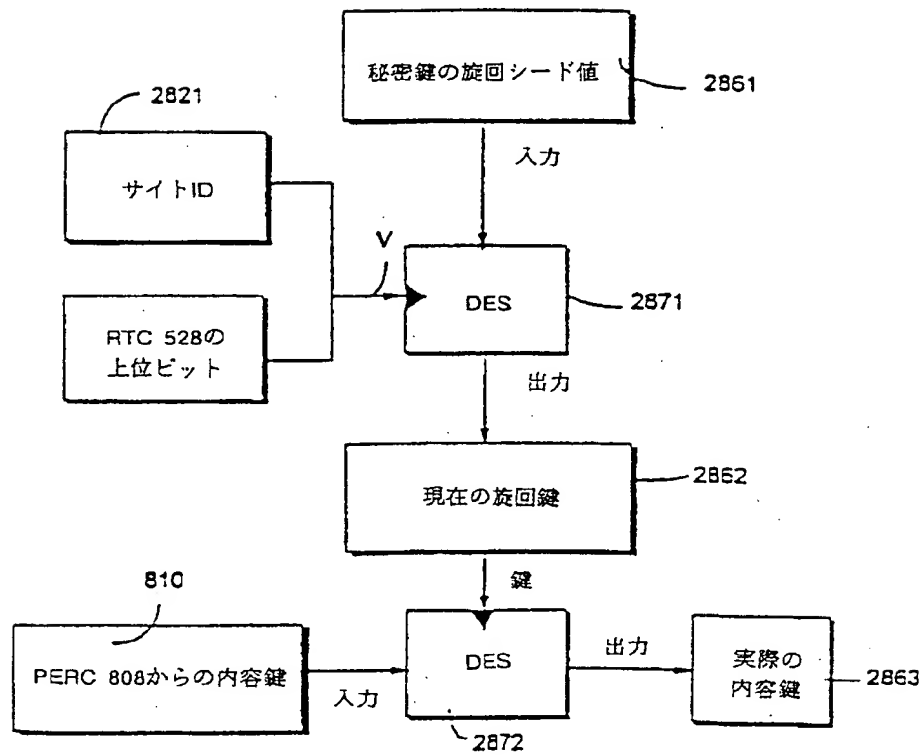 秘密鍵の旋回シード値
2861
2821
入力
サイトID
V
DES
2871
RTC 528の
上位ビット
出力
現在の旋回鍵
2862
鍵
810
PERC 808からの内容鍵
入力
DES
2872
出力
実際の
内容鍵
2863